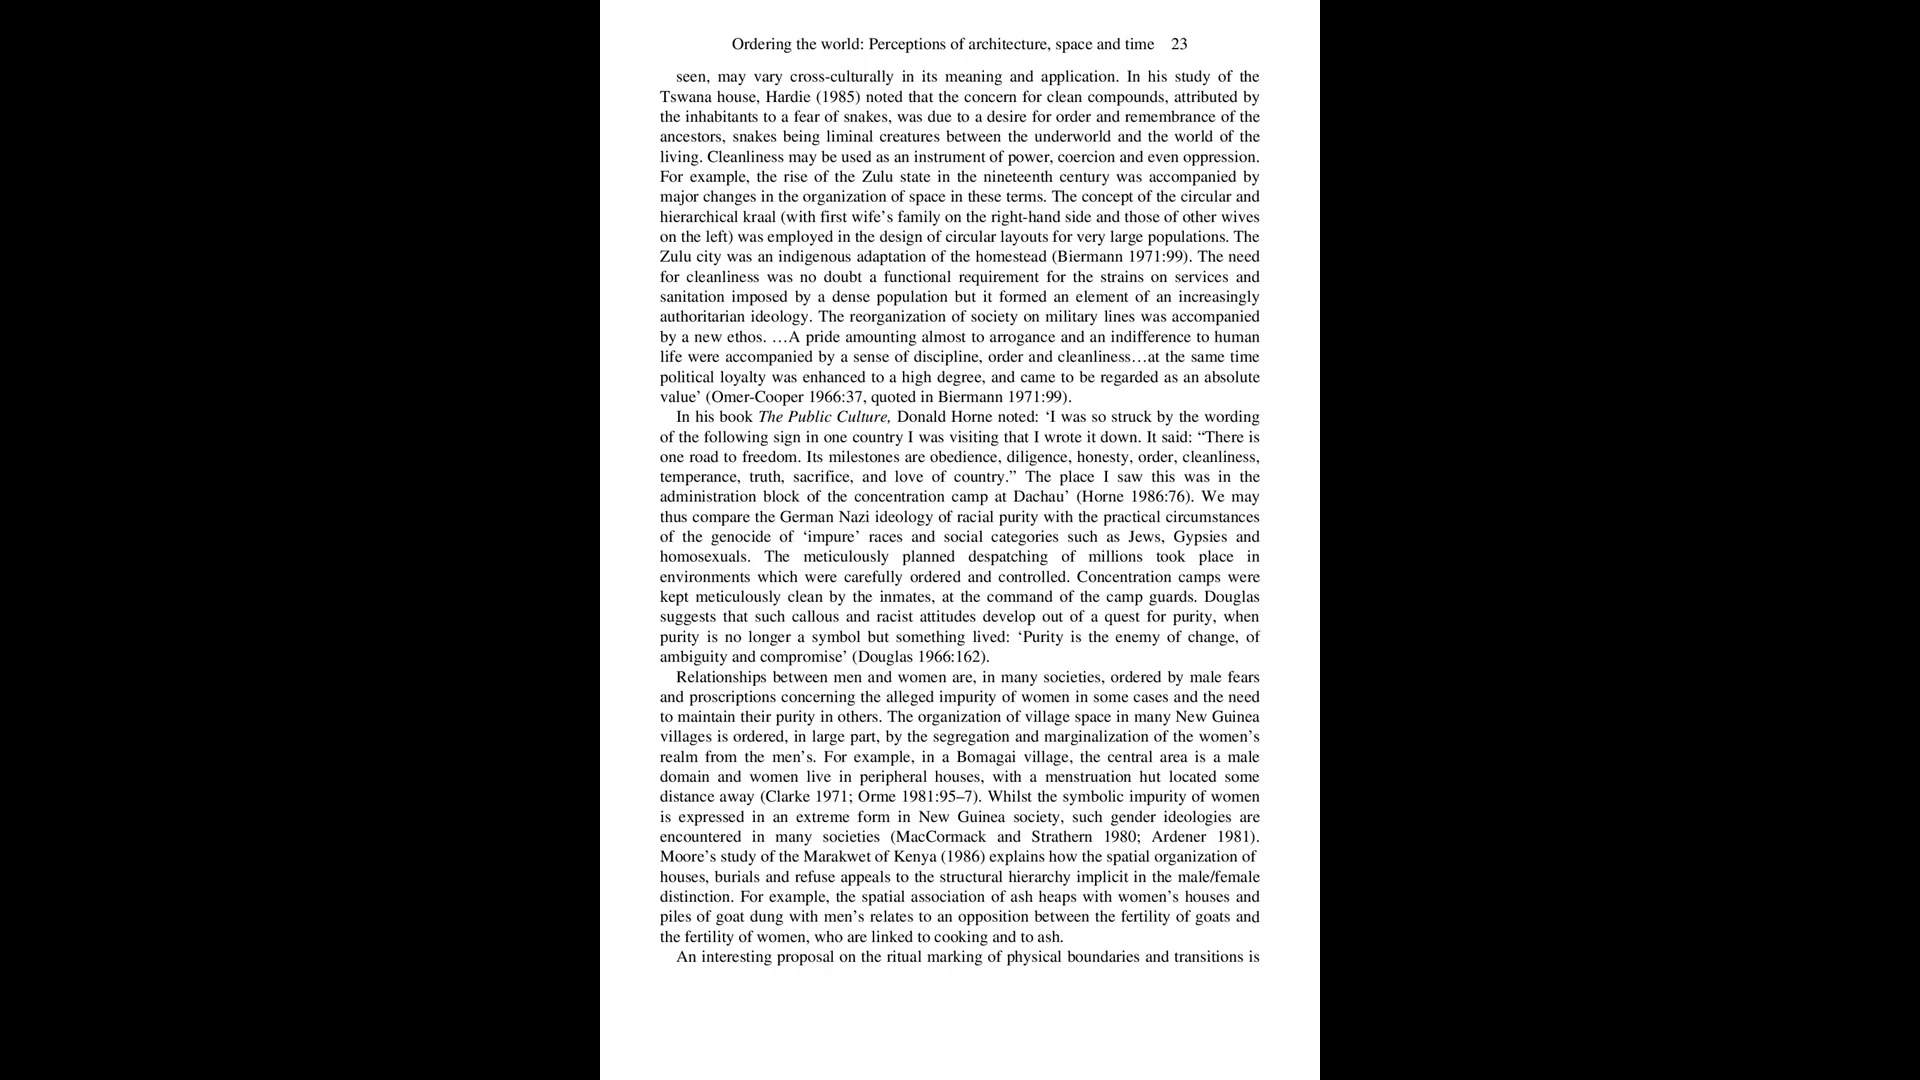 Ordering the world: Perceptions of architecture, space and time 23
seen, may vary cross-culturally in its meaning and application. In his study of the
Tswana house, Hardie (1985) noted that the concern for clean compounds, attributed by
the inhabitants to a fear of snakes, was due to a desire for order and remembrance of the
ancestors, snakes being liminal creatures between the underworld and the world of the
living. Cleanliness may be used as an instrument of power, coercion and even oppression.
For example, the rise of the Zulu state in the nineteenth century was accompanied by
major changes in the organization of space in these terms. The concept of the circular and
hierarchical kraal (with first wife’s family on the right-hand side and those of other wives
on the left) was employed in the design of circular layouts for very large populations. The
Zulu city was an indigenous adaptation of the homestead (Biermann 1971:99). The need
for cleanliness was no doubt a functional requirement for the strains on services and
sanitation imposed by a dense population but it formed an element of an increasingly
authoritarian ideology. The reorganization of society on military lines was accompanied
by a new ethos. …A pride amounting almost to arrogance and an indifference to human
life were accompanied by a sense of discipline, order and cleanliness…at the same time
political loyalty was enhanced to a high degree, and came to be regarded as an absolute
value’ (Omer-Cooper 1966:37, quoted in Biermann 1971:99).
In his book The Public Culture, Donald Horne noted: ‘I was so struck by the wording
of the following sign in one country I was visiting that I wrote it down. It said: “There is
one road to freedom. Its milestones are obedience, diligence, honesty, order, cleanliness,
temperance, truth, sacrifice, and love of country.” The place I saw this was in the
administration block of the concentration camp at Dachau’ (Horne 1986:76). We may
thus compare the German Nazi ideology of racial purity with the practical circumstances
of the genocide of ‘impure’ races and social categories such as Jews, Gypsies and
homosexuals. The meticulously planned despatching of millions took place in
environments which were carefully ordered and controlled. Concentration camps were
kept meticulously clean by the inmates, at the command of the camp guards. Douglas
suggests that such callous and racist attitudes develop out of a quest for purity, when
purity is no longer a symbol but something lived: ‘Purity is the enemy of change, of
ambiguity and compromise’ (Douglas 1966:162).
Relationships between men and women are, in many societies, ordered by male fears
and proscriptions concerning the alleged impurity of women in some cases and the need
to maintain their purity in others. The organization of village space in many New Guinea
villages is ordered, in large part, by the segregation and marginalization of the women’s
realm from the men’s. For example, in a Bomagai village, the central area is a male
domain and women live in peripheral houses, with a menstruation hut located some
distance away (Clarke 1971; Orme 1981:95–7). Whilst the symbolic impurity of women
is expressed in an extreme form in New Guinea society, such gender ideologies are
encountered in many societies (MacCormack and Strathern 1980; Ardener 1981).
Moore’s study of the Marakwet of Kenya (1986) explains how the spatial organization of
houses, burials and refuse appeals to the structural hierarchy implicit in the male/female
distinction. For example, the spatial association of ash heaps with women’s houses and
piles of goat dung with men’s relates to an opposition between the fertility of goats and
the fertility of women, who are linked to cooking and to ash.
An interesting proposal on the ritual marking of physical boundaries and transitions is